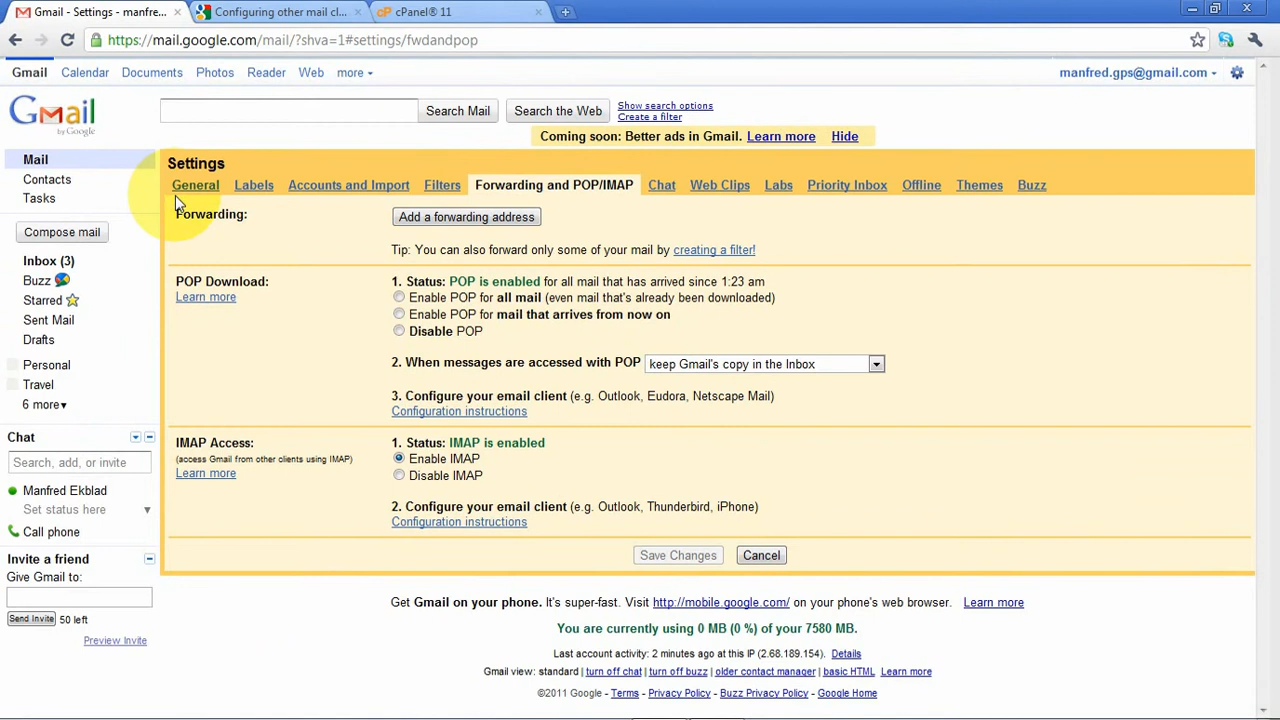 Gmail - Settings - manfre...
Configuring other mail cl...
cPanel® 11
https://mail.google.com/mail/?shva=1#settings/fwdandpop
Gmail Calendar Documents Photos Reader Web more
manfred.gps@gmail.com
Gmail
by Google
Search Mail
Search the Web
Show search options
Create a filter
Coming soon: Better ads in Gmail. Learn more Hide
Mail
Contacts
Tasks
Compose mail
Inbox (3)
Buzz
Starred
Sent Mail
Drafts
Personal
Travel
6 more▾
Chat
Search, add, or invite
Manfred Ekblad
Set status here
Call phone
Invite a friend
Give Gmail to:
Send Invite 50 left
Preview Invite
Settings
General Labels Accounts and Import Filters Forwarding and POP/IMAP Chat Web Clips Labs Priority Inbox Offline Themes Buzz
Forwarding:
Add a forwarding address
Tip: You can also forward only some of your mail by creating a filter!
POP Download:
Learn more
1. Status: POP is enabled for all mail that has arrived since 1:23 am
Enable POP for all mail (even mail that's already been downloaded)
Enable POP for mail that arrives from now on
Disable POP
2. When messages are accessed with POP keep Gmail's copy in the Inbox
3. Configure your email client (e.g. Outlook, Eudora, Netscape Mail)
Configuration instructions
IMAP Access:
(access Gmail from other clients using IMAP)
Learn more
1. Status: IMAP is enabled
Enable IMAP
Disable IMAP
2. Configure your email client (e.g. Outlook, Thunderbird, iPhone)
Configuration instructions
Save Changes
Cancel
Get Gmail on your phone. It's super-fast. Visit http://mobile.google.com/ on your phone's web browser. Learn more
You are currently using 0 MB (0 %) of your 7580 MB.
Last account activity: 2 minutes ago at this IP (2.68.189.154). Details
Gmail view: standard | turn off chat | turn off buzz | older contact manager | basic HTML Learn more
©2011 Google - Terms - Privacy Policy - Buzz Privacy Policy - Google Home